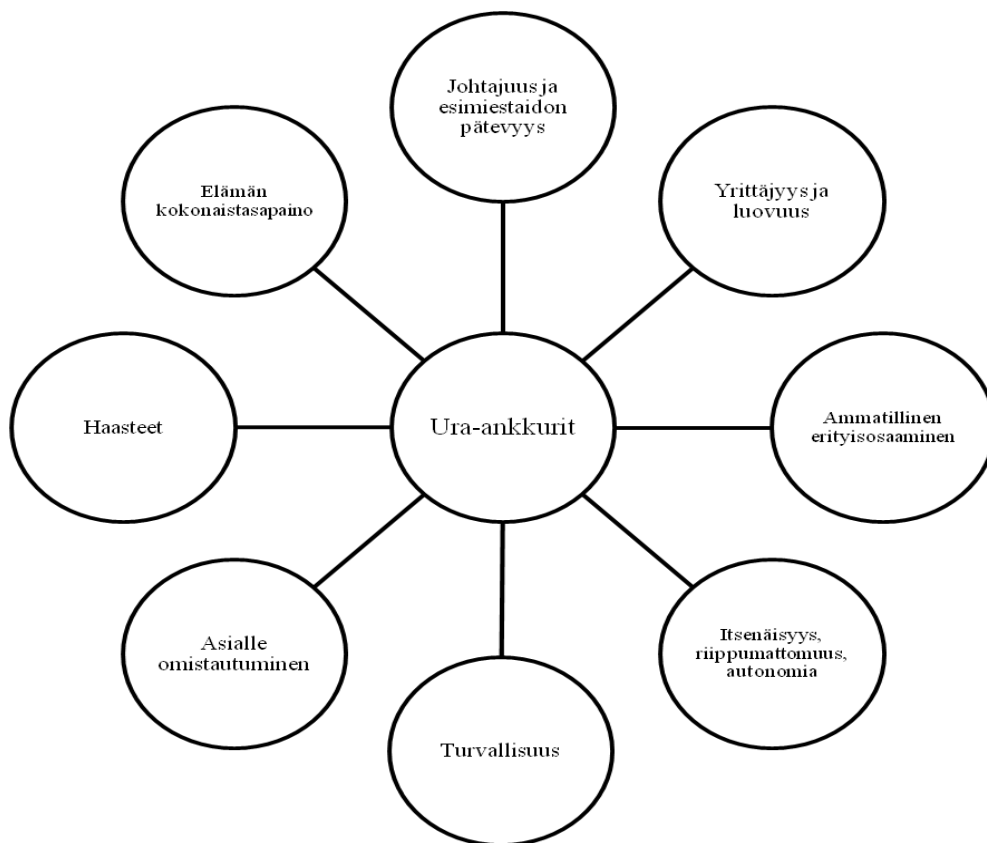 Johtajuus ja
esimiestaidon
pätevyys
Elämän
kokonaistasapaino
Yrittäjyys ja
luovuus
Haasteet
Ura-ankkurit
Ammatillinen
erityisosaaminen
Asialle
omistautuminen
Itsenäisyys,
riippumattomuus,
autonomia
Turvallisuus